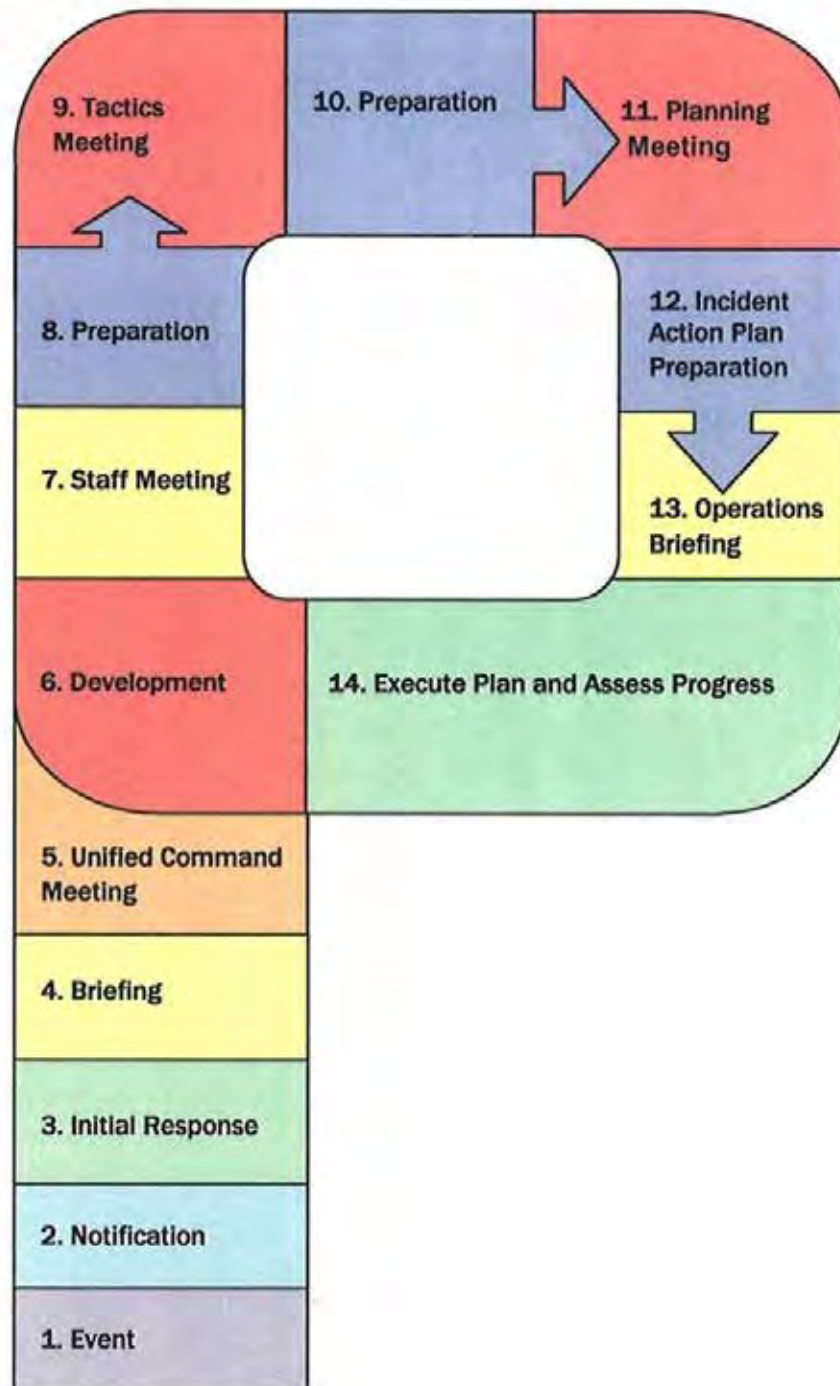 9. Tactics
Meeting
10. Preparation
11. Planning
Meeting
8. Preparation
12. Incident
Action Plan
Preparation
7. Staff Meeting
13. Operations
Briefing
6. Development
14. Execute Plan and Assess Progress
5. Unified Command
Meeting
4. Briefing
3. Initial Response
2. Notification
1. Event